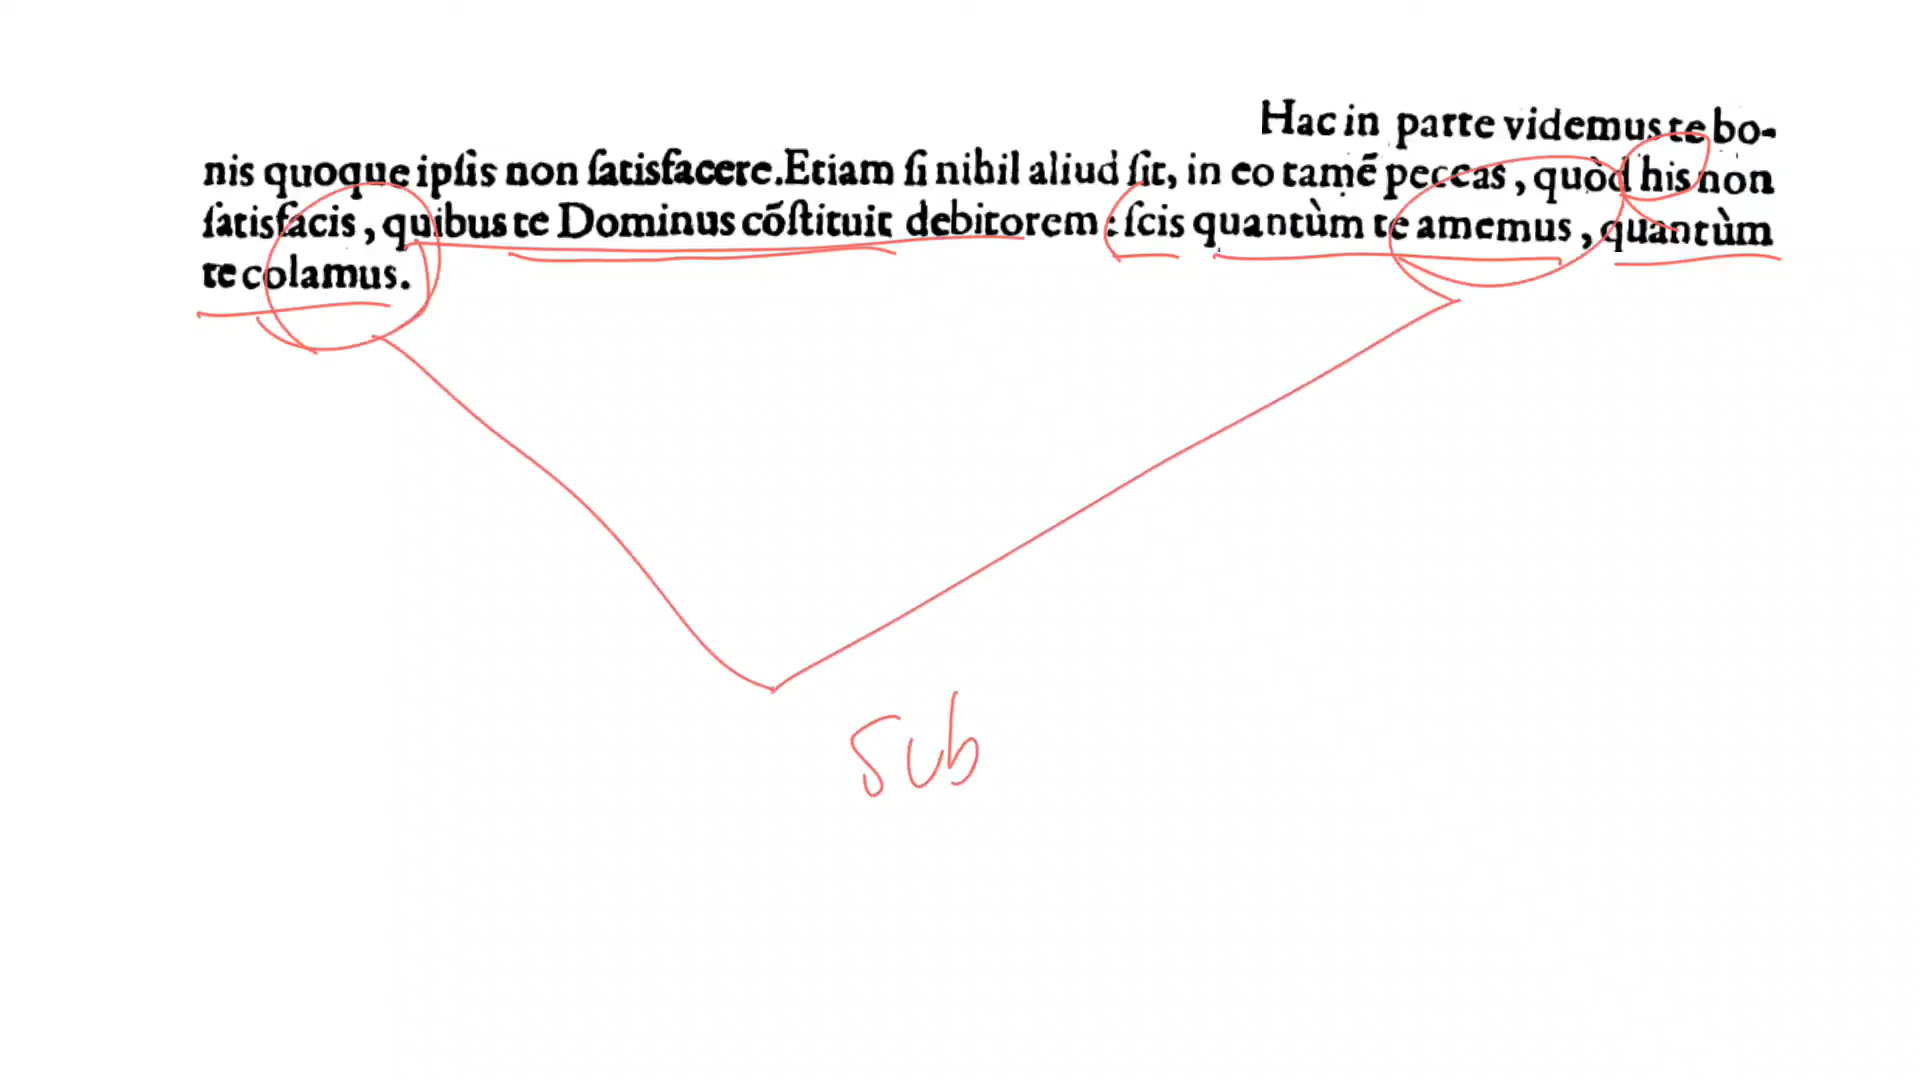 Hac in parte videmus te bo-
nis quoque ipſis non ſatisfacere. Etiam ſi nihil aliud ſit, in eo tamẽ peccas, quòd his non
ſatisfacis, quibus te Dominus cõſtituit debitorem: ſcis quantùm te amemus, quantùm
te colamus.
sub